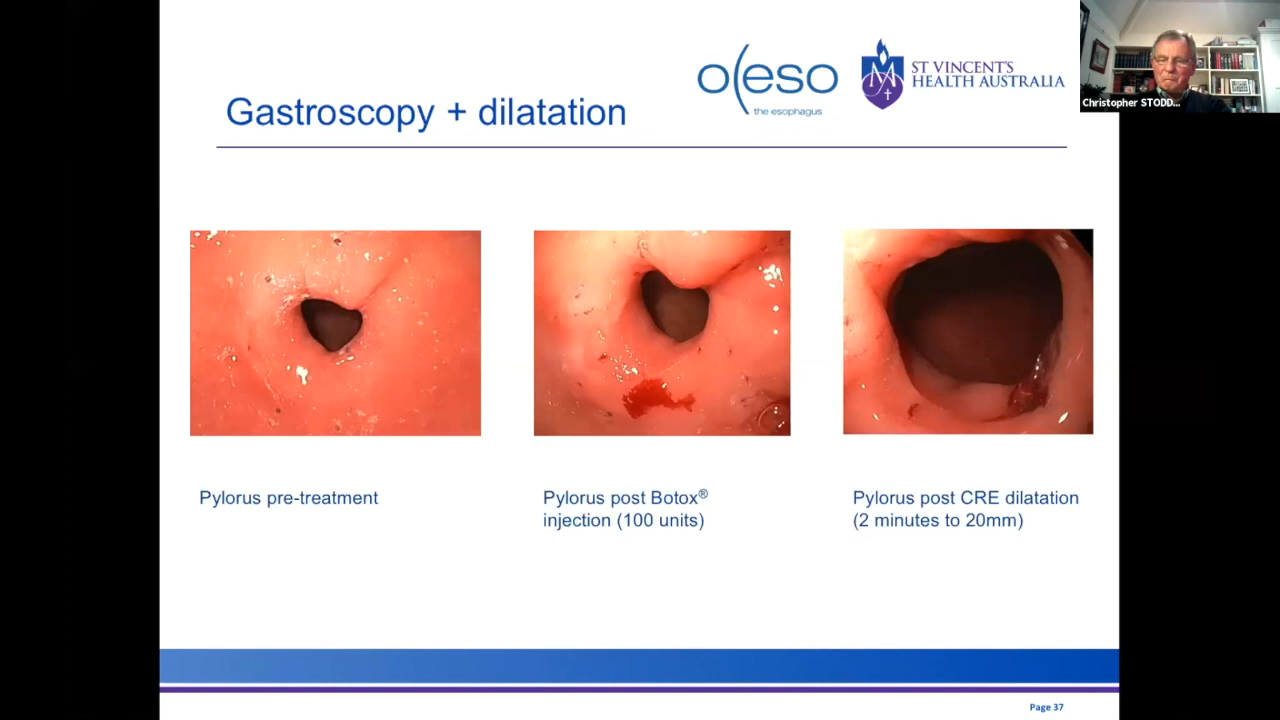 Gastroscopy + dilatation
o(eso
the esophagus
ST VINCENT'S
HEALTH AUSTRALIA
Christopher STODD...
Pylorus pre-treatment
Pylorus post Botox®
injection (100 units)
Pylorus post CRE dilatation
(2 minutes to 20mm)
Page 37